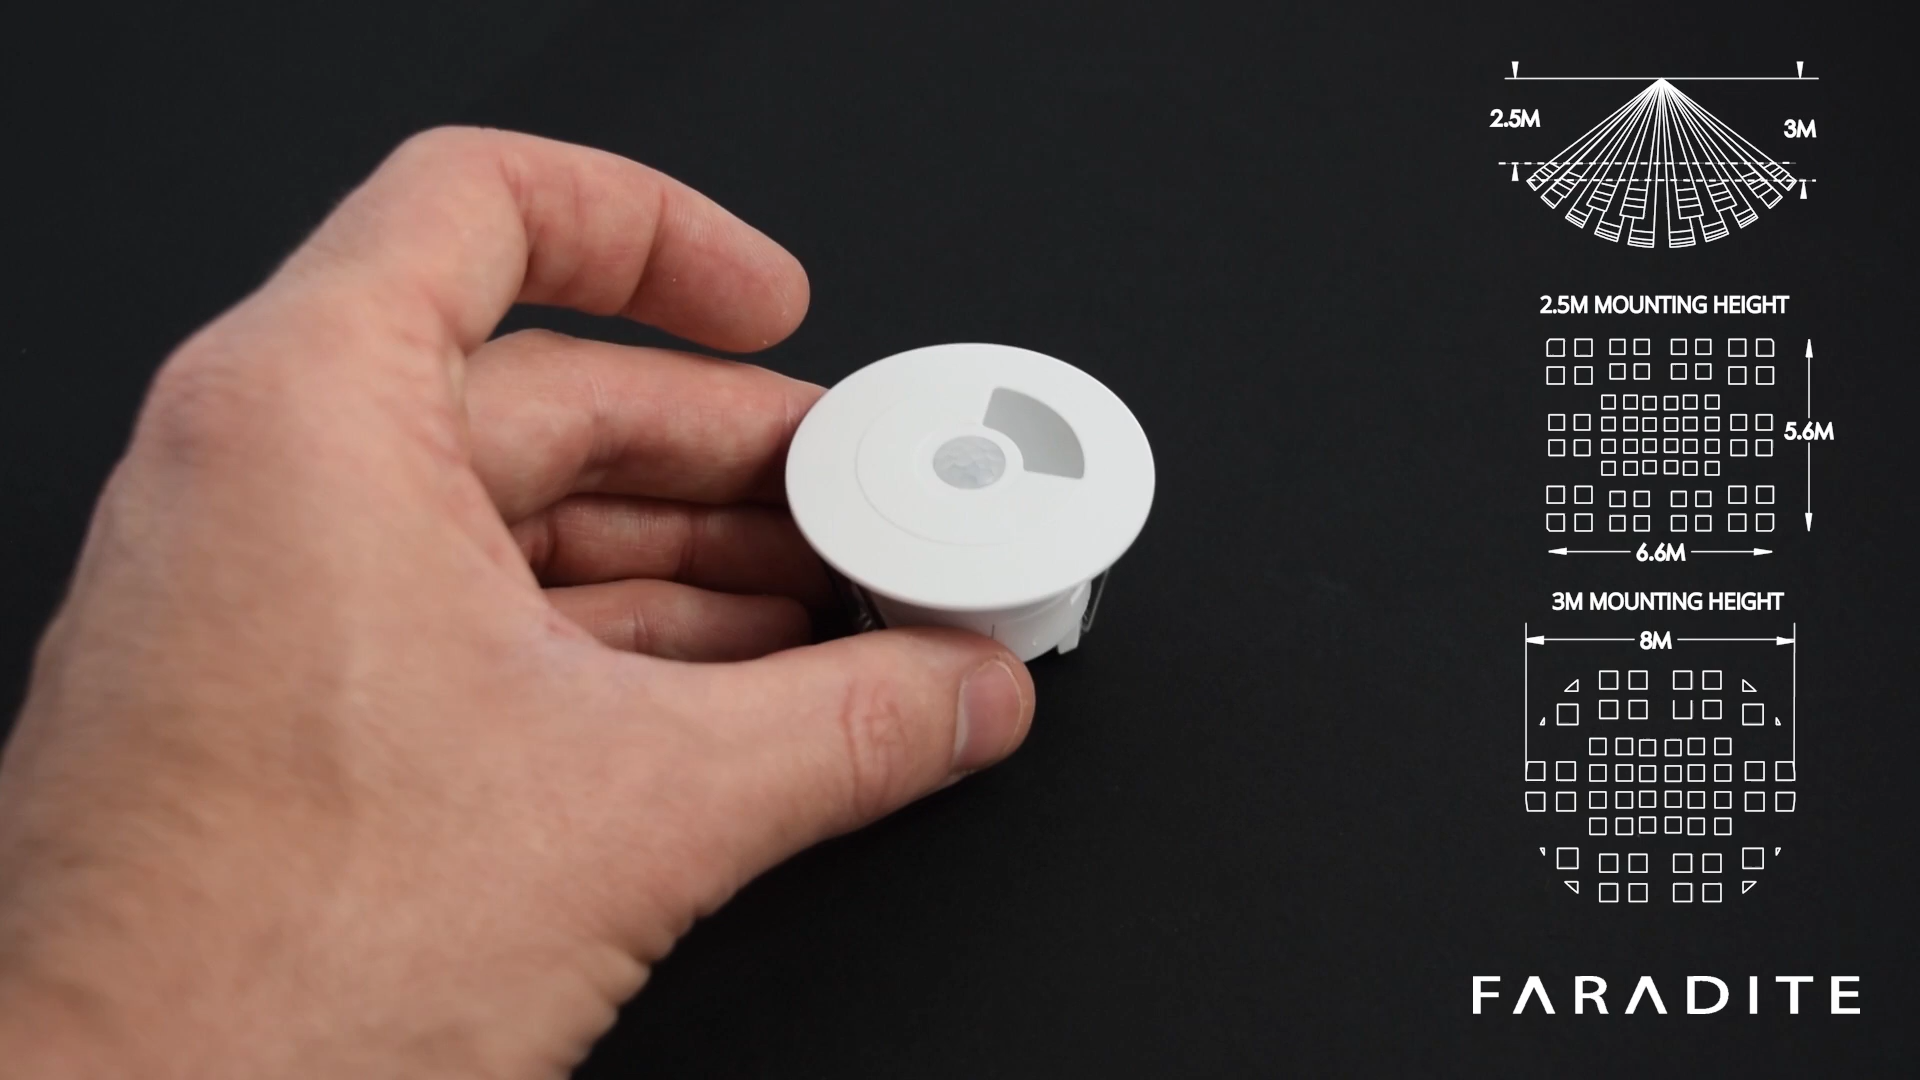 2.5M
3M
2.5M MOUNTING HEIGHT
5.6M
6.6M
3M MOUNTING HEIGHT
8M
FARADITE